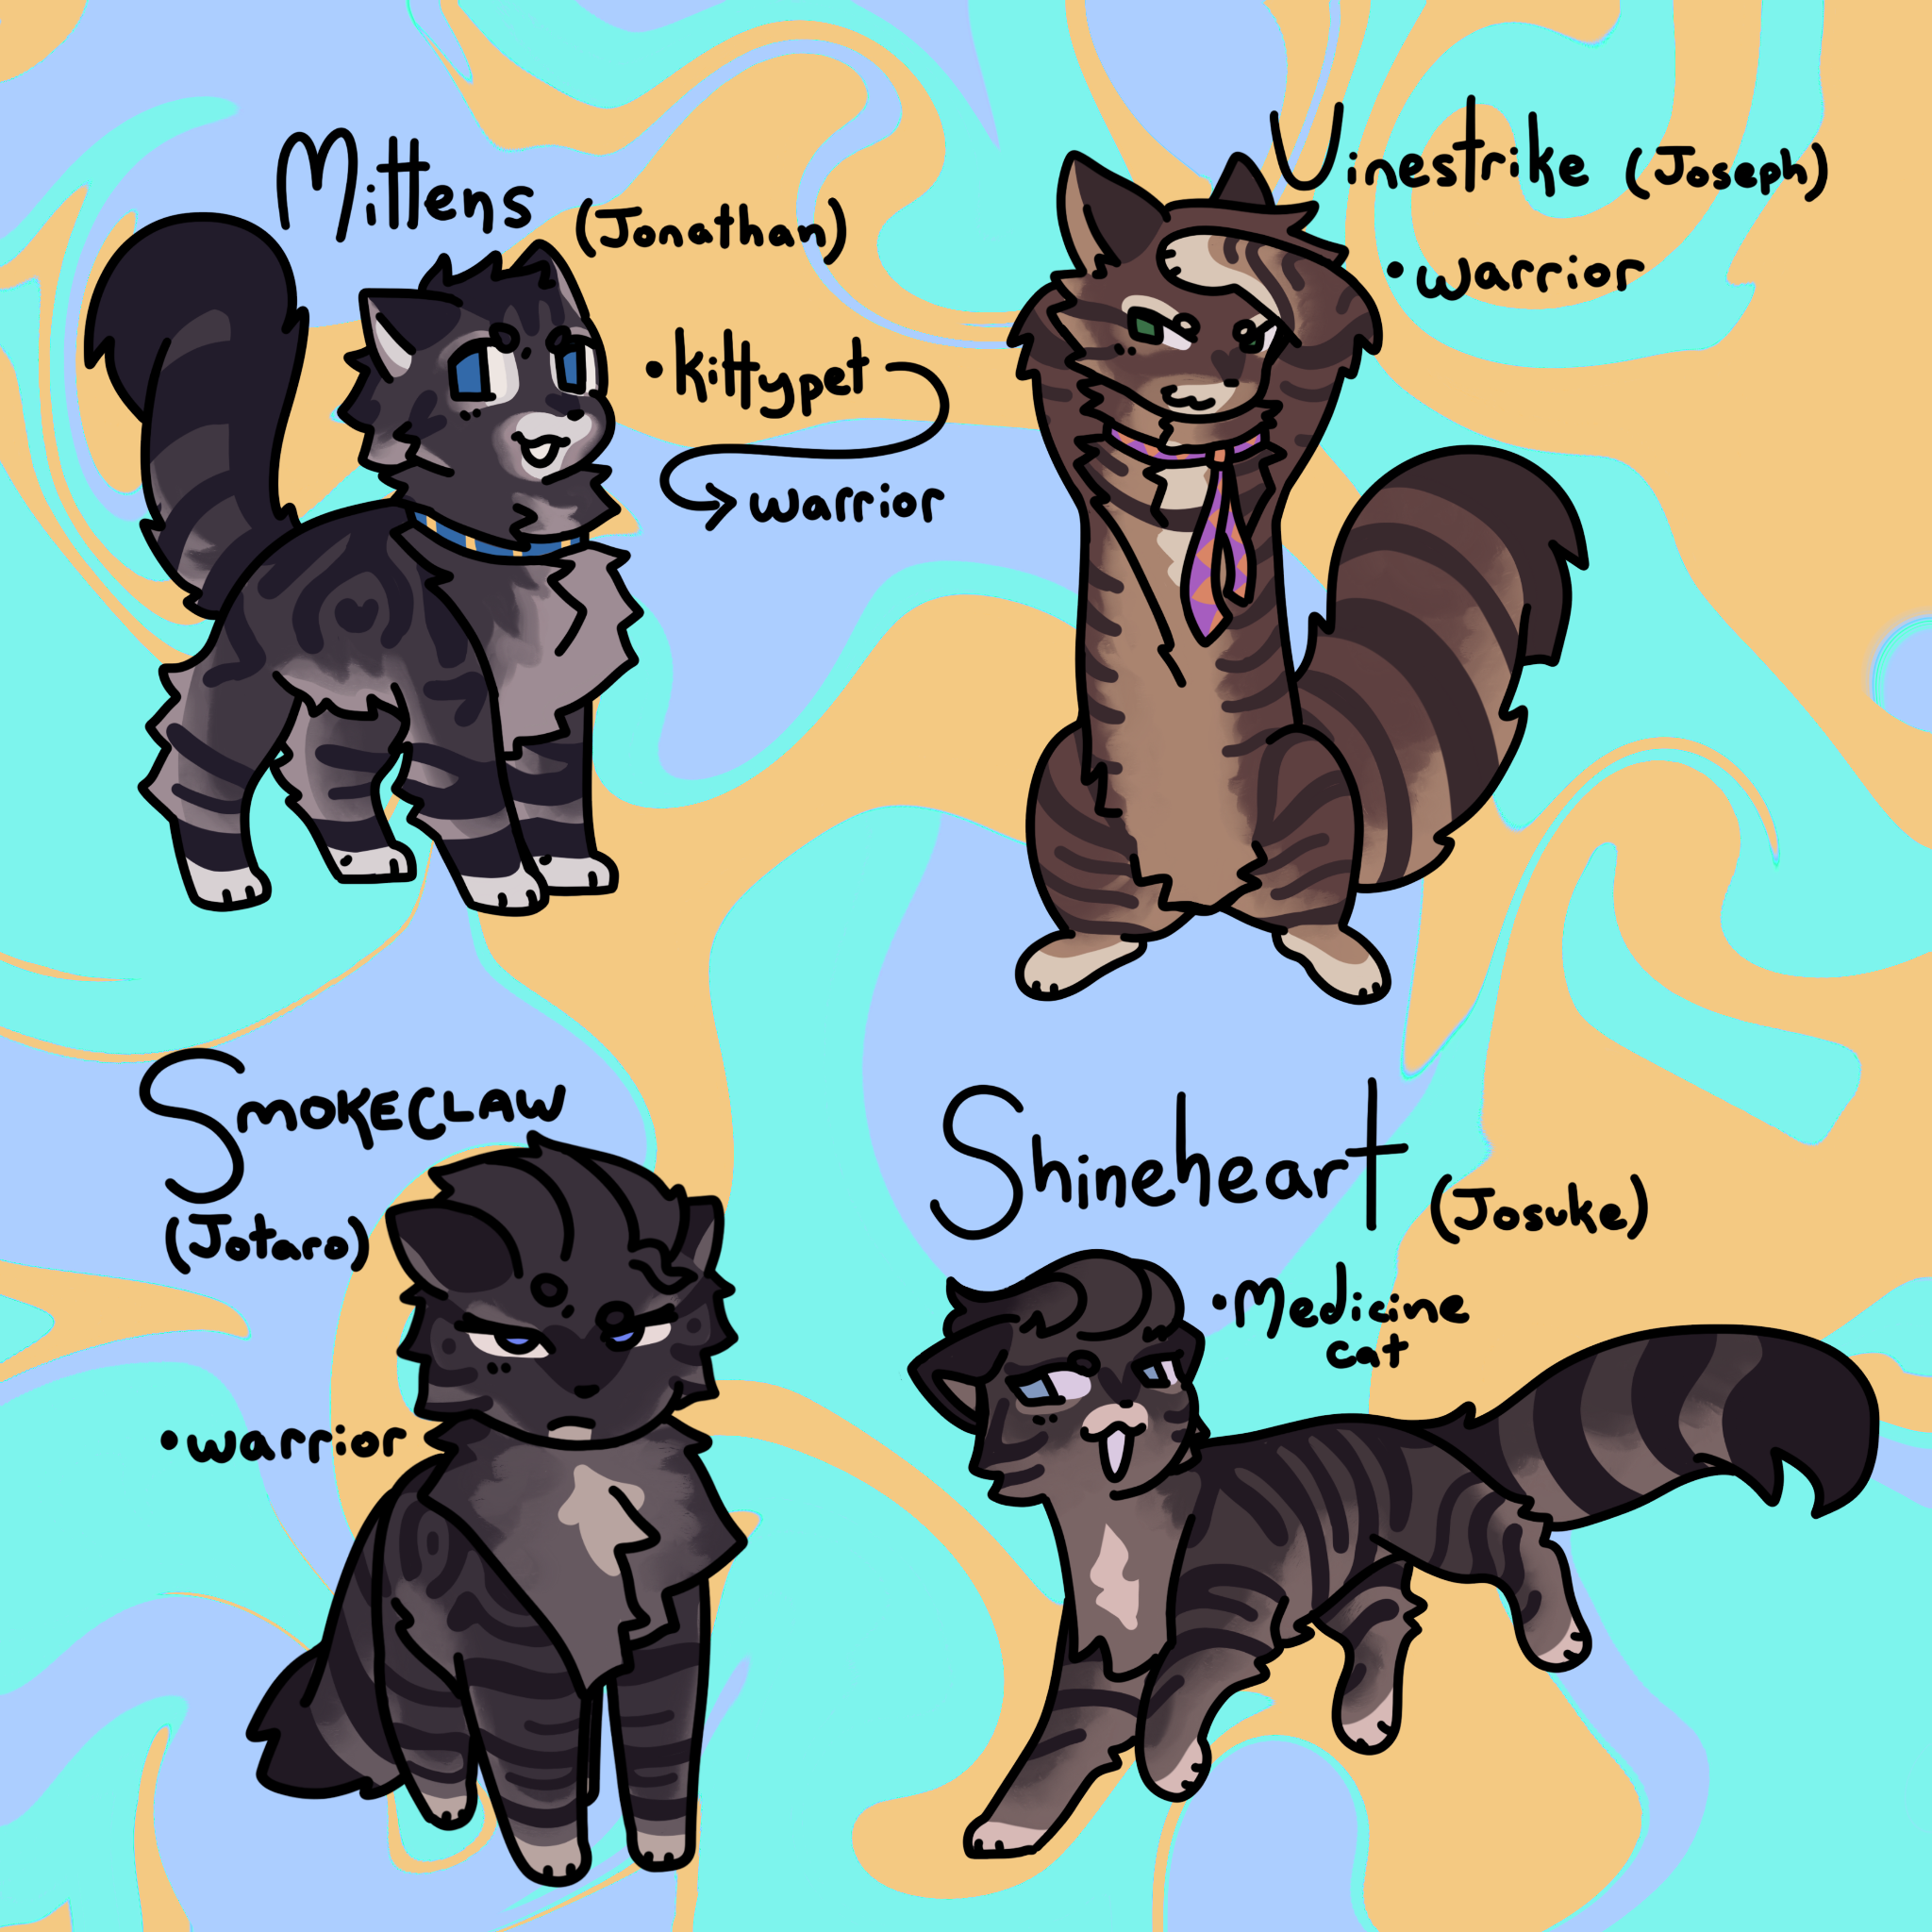 Mittens (Jonathan)
• kittypet
→ warrior
Vinestrike (Joseph)
• warrior
SMOKECLAW
(Jotaro)
• warrior
Shineheart
(Josuke)
• Medicine
cat